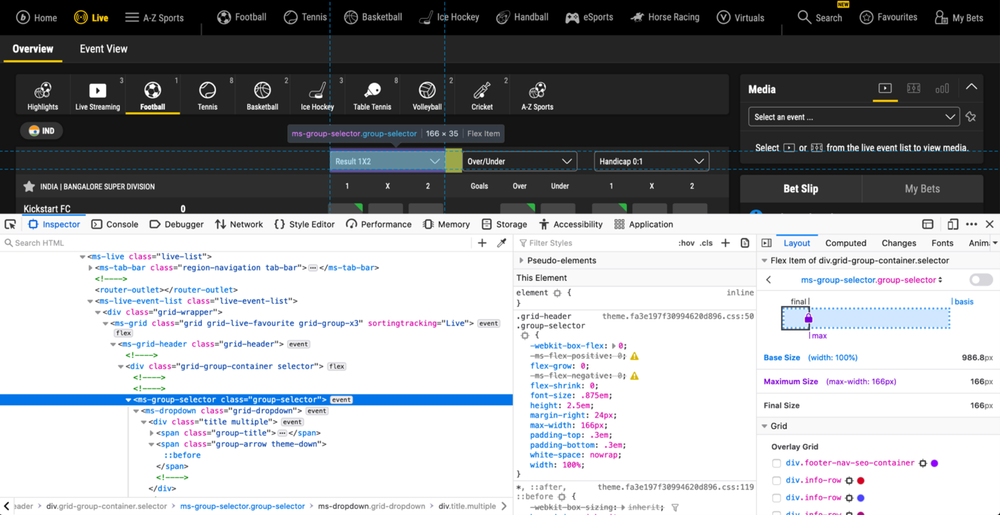 Home Live A-Z Sports Football Tennis Basketball Ice Hockey Handball eSports Horse Racing Virtuals Search NEW Favourites My Bets
Overview Event View
3 1 8 2 3 8 2 2
Highlights Live Streaming Football Tennis Basketball Ice Hockey Table Tennis Volleyball Cricket A-Z Sports
IND
ms-group-selector.group-selector 166 × 35 Flex Item
Result 1X2 Over/Under Handicap 0:1
INDIA | BANGALORE SUPER DIVISION 1 X 2 Goals Over Under 1 X 2
Kickstart FC 0
Media
Select an event ...
Select or from the live event list to view media.
Bet Slip My Bets
Inspector Console Debugger Network Style Editor Performance Memory Storage Accessibility Application
Search HTML
<ms-live class="live-list">
<ms-tab-bar class="region-navigation tab-bar"> ··· </ms-tab-bar>
<!---->
<router-outlet></router-outlet>
<ms-live-event-list class="live-event-list">
<div class="grid-wrapper">
<ms-grid class="grid grid-live-favourite grid-group-x3" sortingtracking="Live"> event
flex
<ms-grid-header class="grid-header"> event
<!---->
<div class="grid-group-container selector"> flex
<!---->
<!---->
<ms-group-selector class="group-selector"> event
<ms-dropdown class="grid-dropdown"> event
<div class="title multiple"> event
<span class="group-title"> ··· </span>
<span class="group-arrow theme-down">
::before
</span>
<!---->
</div>
eader div.grid-group-container.selector ms-group-selector.group-selector ms-dropdown.grid-dropdown div.title.multiple
Filter Styles :hov .cls
Pseudo-elements
This Element
element { inline
}
.grid-header theme.fa3e197f30994620d896.css:50
.group-selector
{
-webkit-box-flex: 0;
-ms-flex-positive: 0;
flex-grow: 0;
-ms-flex-negative: 0;
flex-shrink: 0;
font-size: .875em;
height: 2.5em;
margin-right: 24px;
max-width: 166px;
padding-top: .3em;
padding-bottom: .3em;
white-space: nowrap;
width: 100%;
}
*, ::after, theme.fa3e197f30994620d896.css:119
::before {
-webkit-box-sizing: inherit;
Layout Computed Changes Fonts Anima
Flex Item of div.grid-group-container.selector
ms-group-selector.group-selector
final basis
max
Base Size (width: 100%) 986.8px
Maximum Size (max-width: 166px) 166px
Final Size 166px
Grid
Overlay Grid
div.footer-nav-seo-container
div.info-row
div.info-row
div.info-row